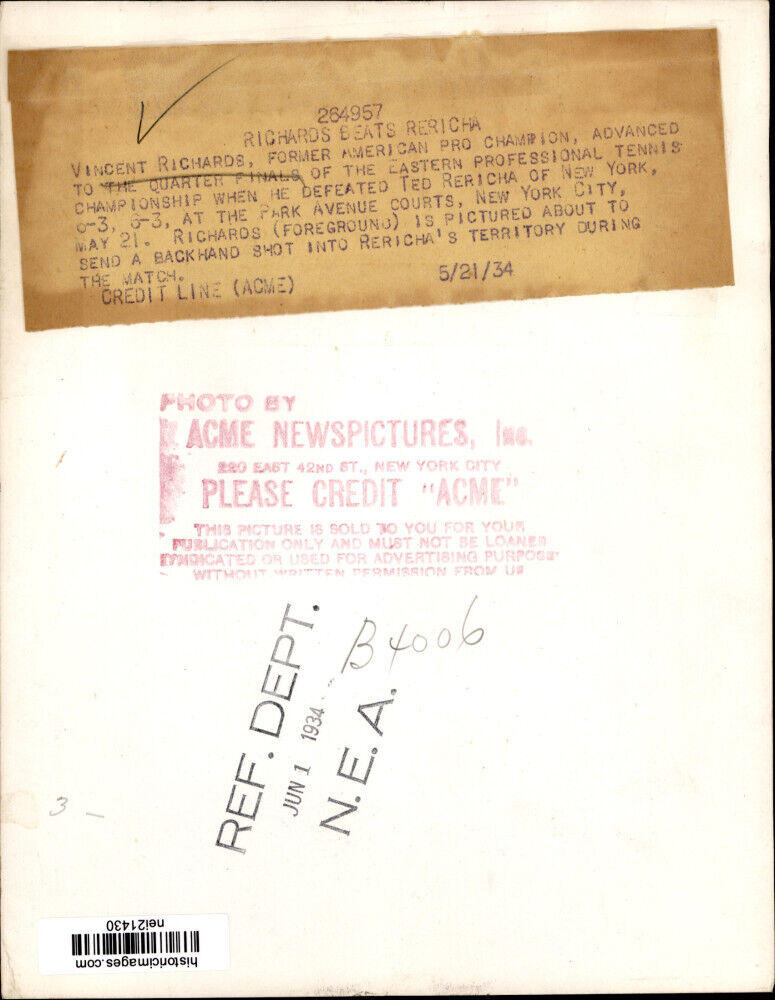 264957
RICHARDS BEATS RERICHA
VINCENT RICHARDS, FORMER AMERICAN PRO CHAMPION, ADVANCED
TO THE QUARTER FINALS OF THE EASTERN PROFESSIONAL TENNIS
CHAMPIONSHIP WHEN HE DEFEATED TED RERICHA OF NEW YORK,
6-3, 6-3, AT THE PARK AVENUE COURTS, NEW YORK CITY,
MAY 21. RICHARDS (FOREGROUND) IS PICTURED ABOUT TO
SEND A BACKHAND SHOT INTO RERICHA'S TERRITORY DURING
THE MATCH.
CREDIT LINE (ACME) 5/21/34
PHOTO BY
ACME NEWSPICTURES, Inc.
220 EAST 42ND ST., NEW YORK CITY
PLEASE CREDIT "ACME"
THIS PICTURE IS SOLD TO YOU FOR YOUR
PUBLICATION ONLY AND MUST NOT BE LOANED
SYNDICATED OR USED FOR ADVERTISING PURPOSE
WITHOUT WRITTEN PERMISSION FROM US
B4006
REF. DEPT.
JUN 1 1934
N.E.A.
3 -
historicimages.com
nei21430